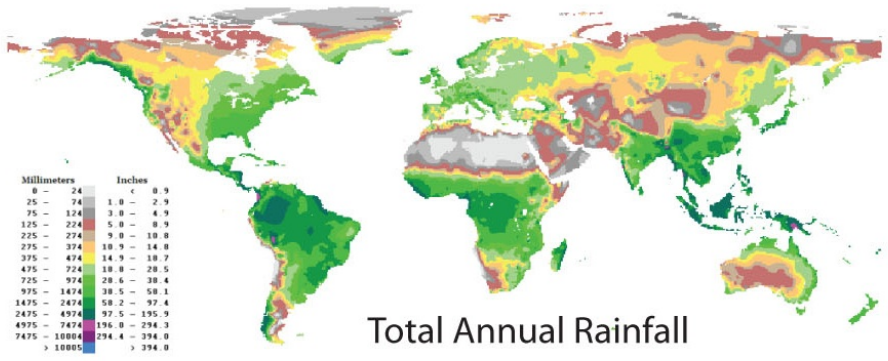 Millimeters Inches
0 - 24 < 0.9
25 - 74 1.0 - 2.9
75 - 124 3.0 - 4.9
125 - 224 5.0 - 8.9
225 - 274 9.0 - 10.8
275 - 374 10.9 - 14.8
375 - 474 14.9 - 18.7
475 - 724 18.8 - 28.5
725 - 974 28.6 - 38.4
975 - 1474 38.5 - 58.1
1475 - 2474 58.2 - 97.4
2475 - 4974 97.5 - 195.9
4975 - 7474 196.0 - 294.3
7475 - 10004 294.4 - 394.0
> 10005 > 394.0
Total Annual Rainfall